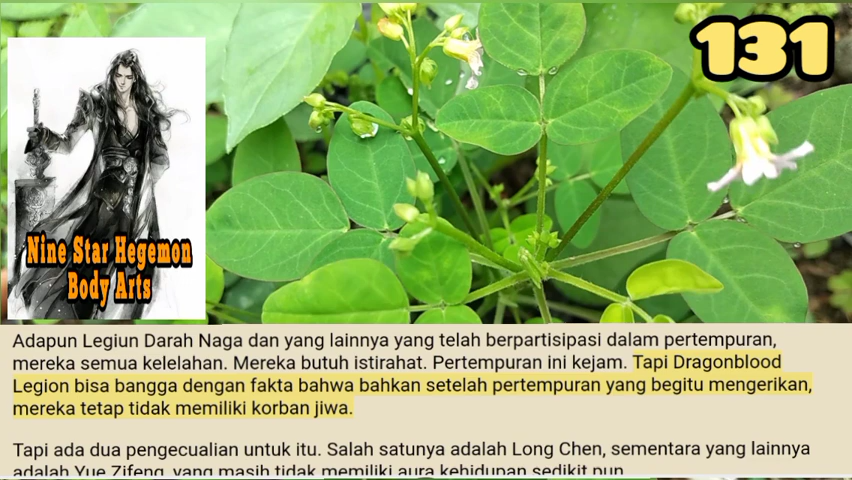 131
Nine Star Hegemon
Body Arts
Adapun Legiun Darah Naga dan yang lainnya yang telah berpartisipasi dalam pertempuran,
mereka semua kelelahan. Mereka butuh istirahat. Pertempuran ini kejam. Tapi Dragonblood
Legion bisa bangga dengan fakta bahwa bahkan setelah pertempuran yang begitu mengerikan,
mereka tetap tidak memiliki korban jiwa.
Tapi ada dua pengecualian untuk itu. Salah satunya adalah Long Chen, sementara yang lainnya
adalah Yue Zifeng, yang masih tidak memiliki aura kehidupan sedikit pun